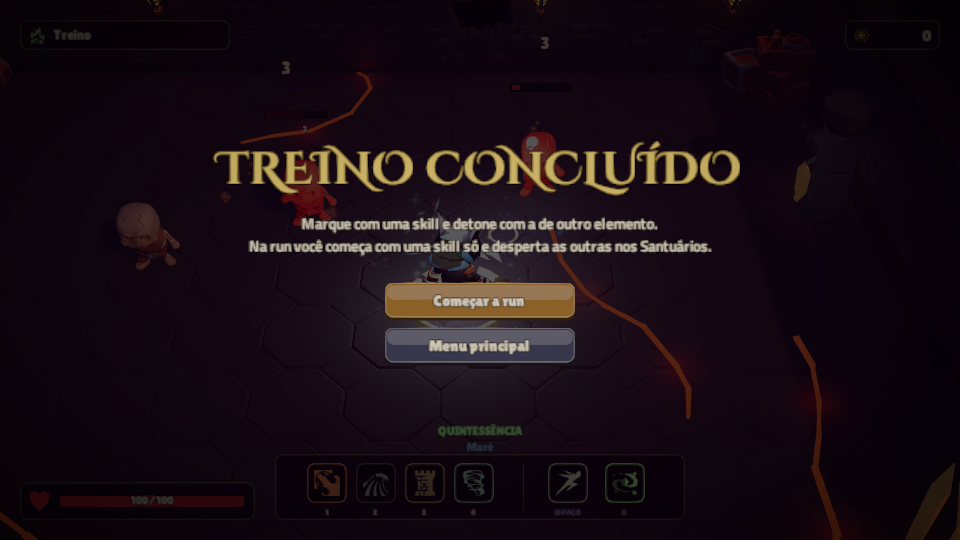 Treino
0
3
3
3
TREINO CONCLUÍDO
Marque com uma skill e detone com a de outro elemento.
Na run você começa com uma skill só e desperta as outras nos Santuários.
Começar a run
Menu principal
QUINTESSÊNCIA
Maré
100/100
1
2
3
4
ESPAÇO